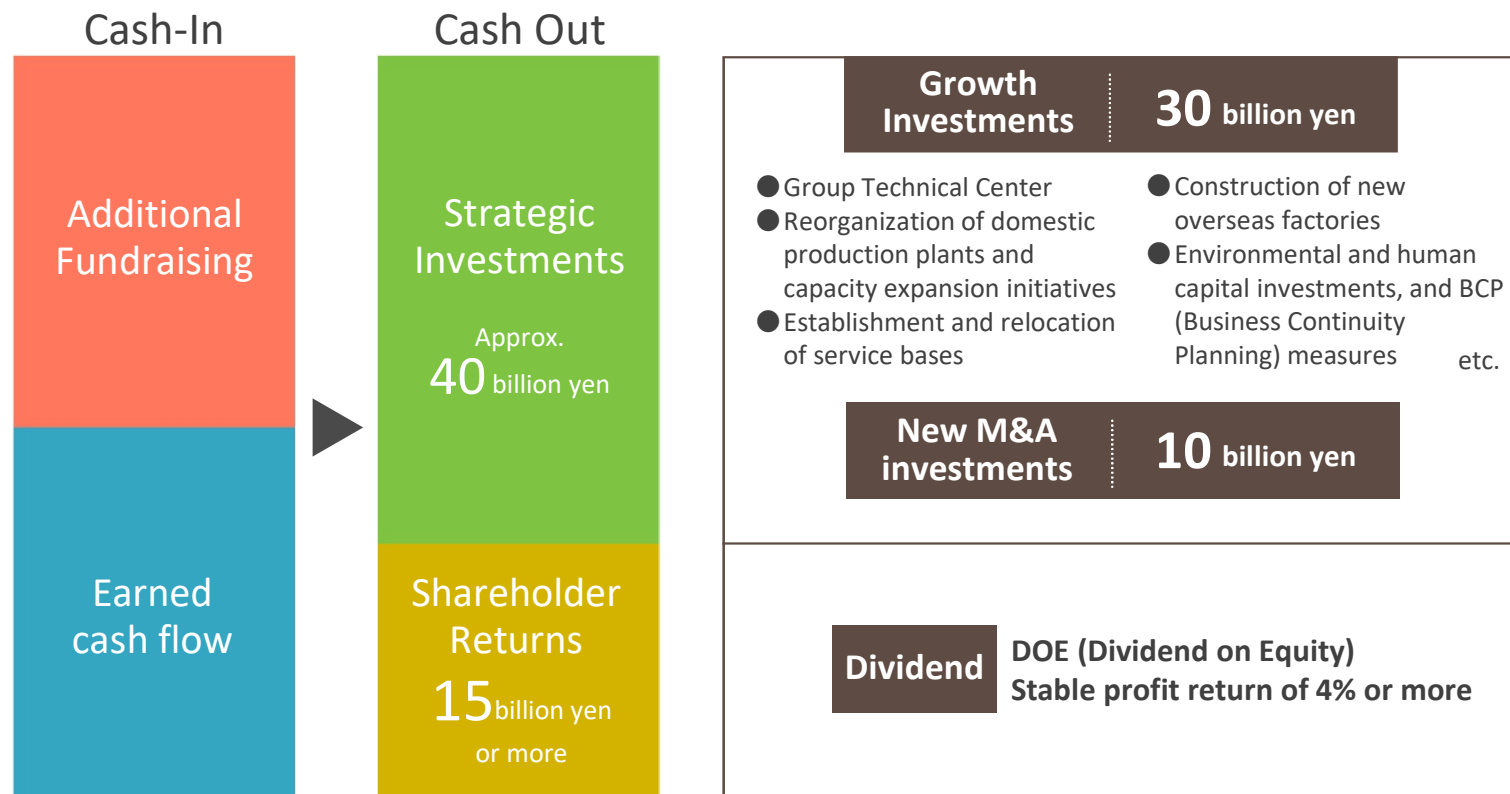 Cash-In
Additional
Fundraising
Earned
cash flow
Cash Out
Strategic
Investments
Approx.
40 billion yen
Shareholder
Returns
15 billion yen
or more
Growth
Investments
30 billion yen
●Group Technical Center
●Reorganization of domestic
production plants and
capacity expansion initiatives
●Establishment and relocation
of service bases
●Construction of new
overseas factories
●Environmental and human
capital investments, and BCP
(Business Continuity
Planning) measures
etc.
New M&A
investments
10 billion yen
Dividend
DOE (Dividend on Equity)
Stable profit return of 4% or more